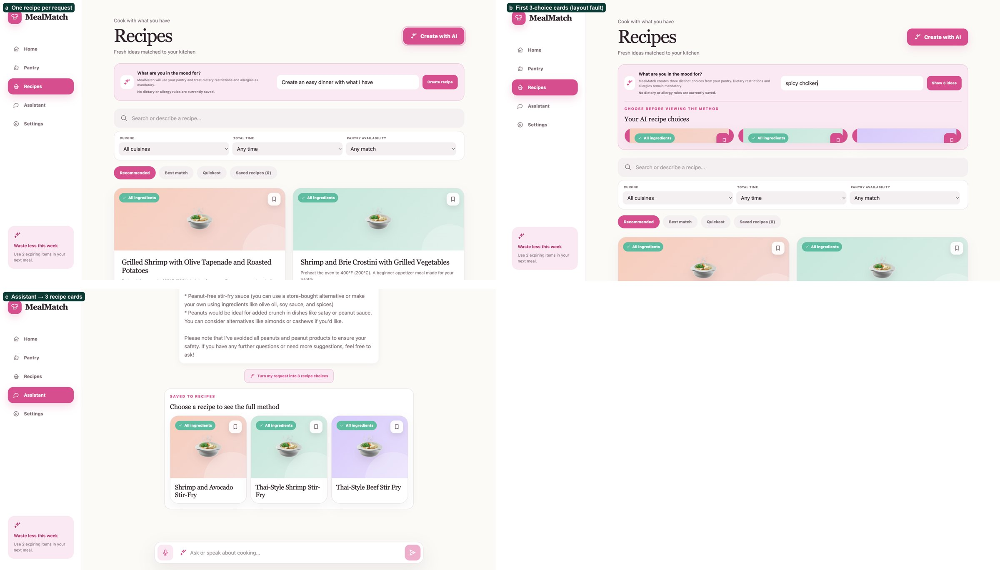 a One recipe per request
MealMatch
Home
Pantry
Recipes
Assistant
Settings
Waste less this week
Use 2 expiring items in your
next meal.
Cook with what you have
Recipes
Fresh ideas matched to your kitchen
Create with AI
What are you in the mood for?
MealMatch will use your pantry and treat dietary restrictions and allergies as
mandatory.
No dietary or allergy rules are currently saved.
Create an easy dinner with what I have
Create recipe
Search or describe a recipe...
CUISINE
All cuisines
TOTAL TIME
Any time
PANTRY AVAILABILITY
Any match
Recommended
Best match
Quickest
Saved recipes (0)
All ingredients
Grilled Shrimp with Olive Tapenade and Roasted
Potatoes
All ingredients
Shrimp and Brie Crostini with Grilled Vegetables
Preheat the oven to 400°F (200°C). A beginner appetizer meal made for your
pantry
b First 3-choice cards (layout fault)
MealMatch
Home
Pantry
Recipes
Assistant
Settings
Waste less this week
Use 2 expiring items in your
next meal.
Cook with what you have
Recipes
Fresh ideas matched to your kitchen
Create with AI
What are you in the mood for?
MealMatch creates three distinct choices from your pantry. Dietary restrictions and
allergies remain mandatory.
No dietary or allergy rules are currently saved.
spicy chciken
Show 3 ideas
CHOOSE BEFORE VIEWING THE METHOD
Your AI recipe choices
All ingredients
All ingredients
Search or describe a recipe...
CUISINE
All cuisines
TOTAL TIME
Any time
PANTRY AVAILABILITY
Any match
Recommended
Best match
Quickest
Saved recipes (0)
All ingredients
All ingredients
c Assistant → 3 recipe cards
MealMatch
Home
Pantry
Recipes
Assistant
Settings
Waste less this week
Use 2 expiring items in your
next meal.
* Peanut-free stir-fry sauce (you can use a store-bought alternative or make
your own using ingredients like olive oil, soy sauce, and spices)
* Peanuts would be ideal for added crunch in dishes like satay or peanut sauce.
You can consider alternatives like almonds or cashews if you'd like.
Please note that I've avoided all peanuts and peanut products to ensure your
safety. If you have any further questions or need more suggestions, feel free to
ask!
Turn my request into 3 recipe choices
SAVED TO RECIPES
Choose a recipe to see the full method
All ingredients
Shrimp and Avocado
Stir-Fry
All ingredients
Thai-Style Shrimp Stir-
Fry
All ingredients
Thai-Style Beef Stir Fry
Ask or speak about cooking...